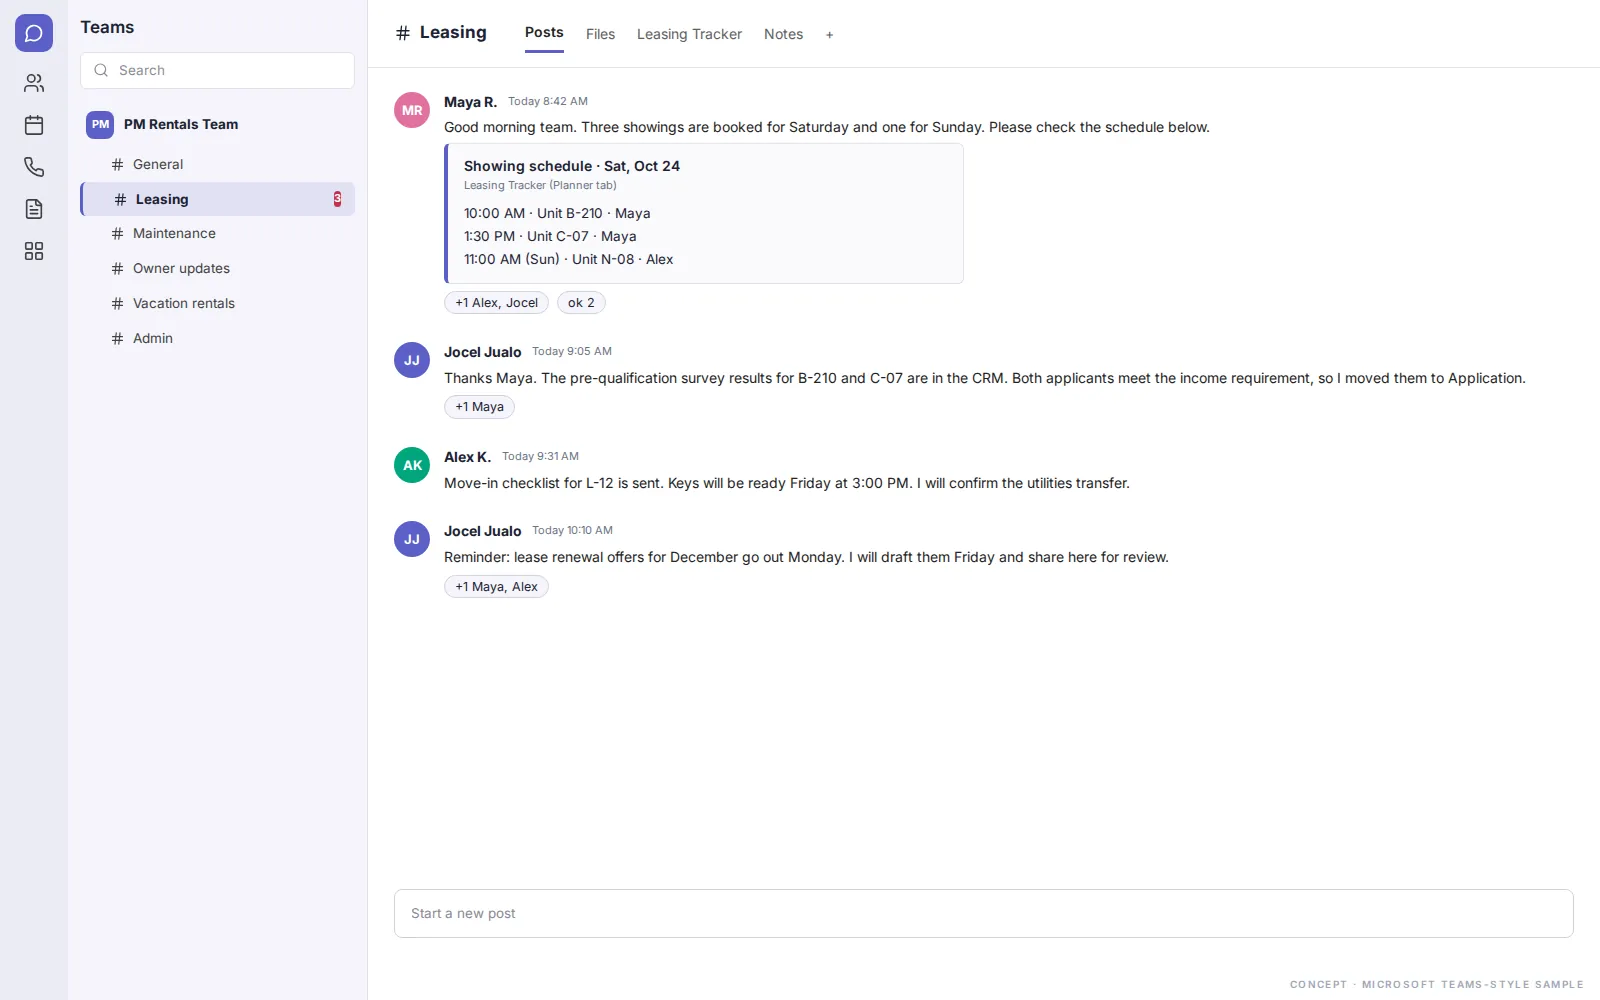 Teams
Search
PM
PM Rentals Team
# General
# Leasing
3
# Maintenance
# Owner updates
# Vacation rentals
# Admin
# Leasing
Posts
Files
Leasing Tracker
Notes
+
MR
Maya R. Today 8:42 AM
Good morning team. Three showings are booked for Saturday and one for Sunday. Please check the schedule below.
Showing schedule · Sat, Oct 24
Leasing Tracker (Planner tab)
10:00 AM · Unit B-210 · Maya
1:30 PM · Unit C-07 · Maya
11:00 AM (Sun) · Unit N-08 · Alex
+1 Alex, Jocel
ok 2
JJ
Jocel Jualo Today 9:05 AM
Thanks Maya. The pre-qualification survey results for B-210 and C-07 are in the CRM. Both applicants meet the income requirement, so I moved them to Application.
+1 Maya
AK
Alex K. Today 9:31 AM
Move-in checklist for L-12 is sent. Keys will be ready Friday at 3:00 PM. I will confirm the utilities transfer.
JJ
Jocel Jualo Today 10:10 AM
Reminder: lease renewal offers for December go out Monday. I will draft them Friday and share here for review.
+1 Maya, Alex
Start a new post
CONCEPT · MICROSOFT TEAMS-STYLE SAMPLE